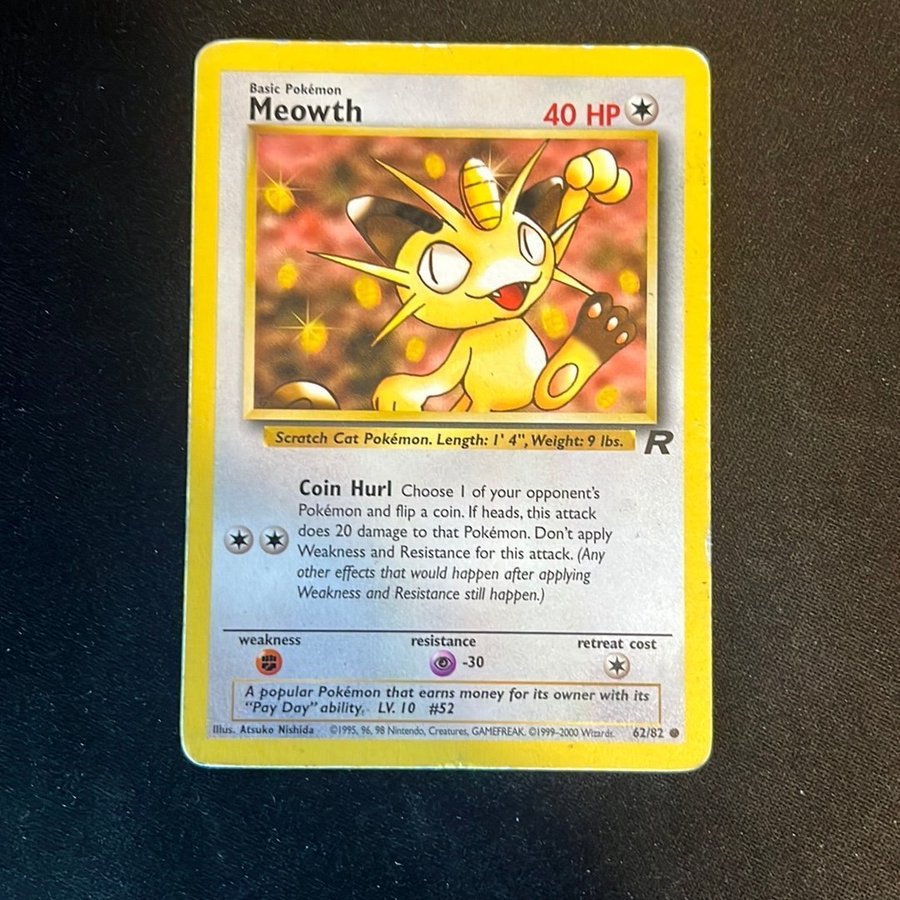 Basic Pokémon
Meowth
40 HP
Scratch Cat Pokémon. Length: 1' 4", Weight: 9 lbs.
R
Coin Hurl Choose 1 of your opponent's
Pokémon and flip a coin. If heads, this attack
does 20 damage to that Pokémon. Don't apply
Weakness and Resistance for this attack. (Any
other effects that would happen after applying
Weakness and Resistance still happen.)
weakness
resistance
retreat cost
-30
A popular Pokémon that earns money for its owner with its
"Pay Day" ability. LV. 10 #52
Illus. Atsuko Nishida ©1995, 96, 98 Nintendo, Creatures, GAMEFREAK. ©1999-2000 Wizards. 62/82